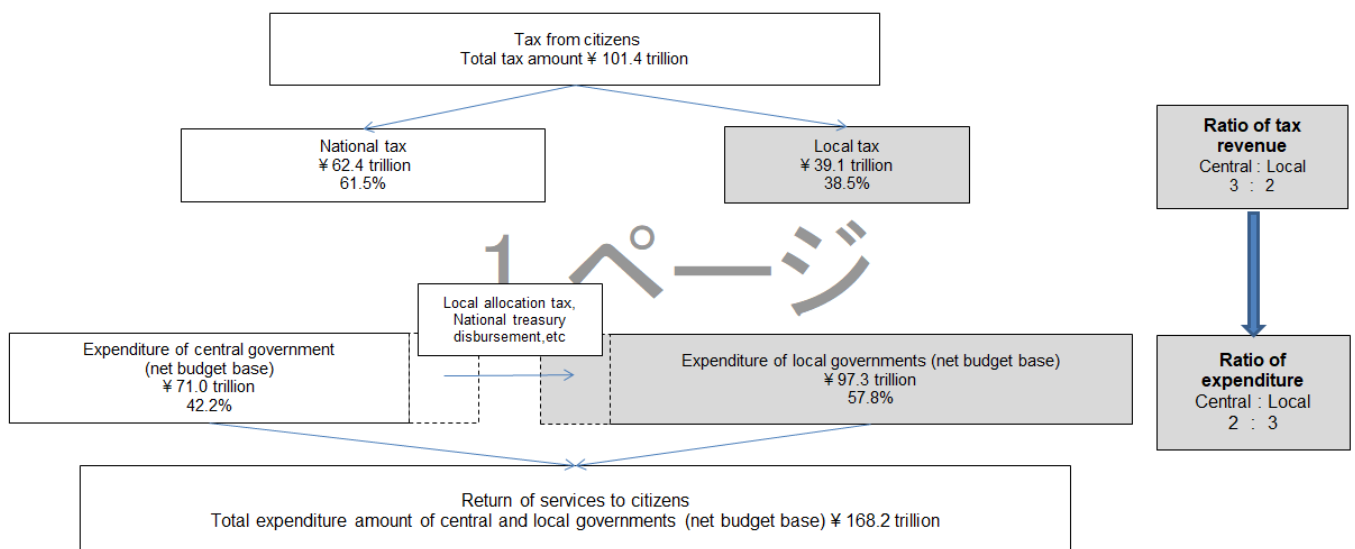 Tax from citizens
Total tax amount ¥ 101.4 trillion
National tax
¥ 62.4 trillion
61.5%
Local tax
¥ 39.1 trillion
38.5%
Ratio of tax
revenue
Central : Local
3 : 2
1 ページ
Local allocation tax,
National treasury
disbursement,etc
Expenditure of central government
(net budget base)
¥ 71.0 trillion
42.2%
Expenditure of local governments (net budget base)
¥ 97.3 trillion
57.8%
Ratio of
expenditure
Central : Local
2 : 3
Return of services to citizens
Total expenditure amount of central and local governments (net budget base) ¥ 168.2 trillion